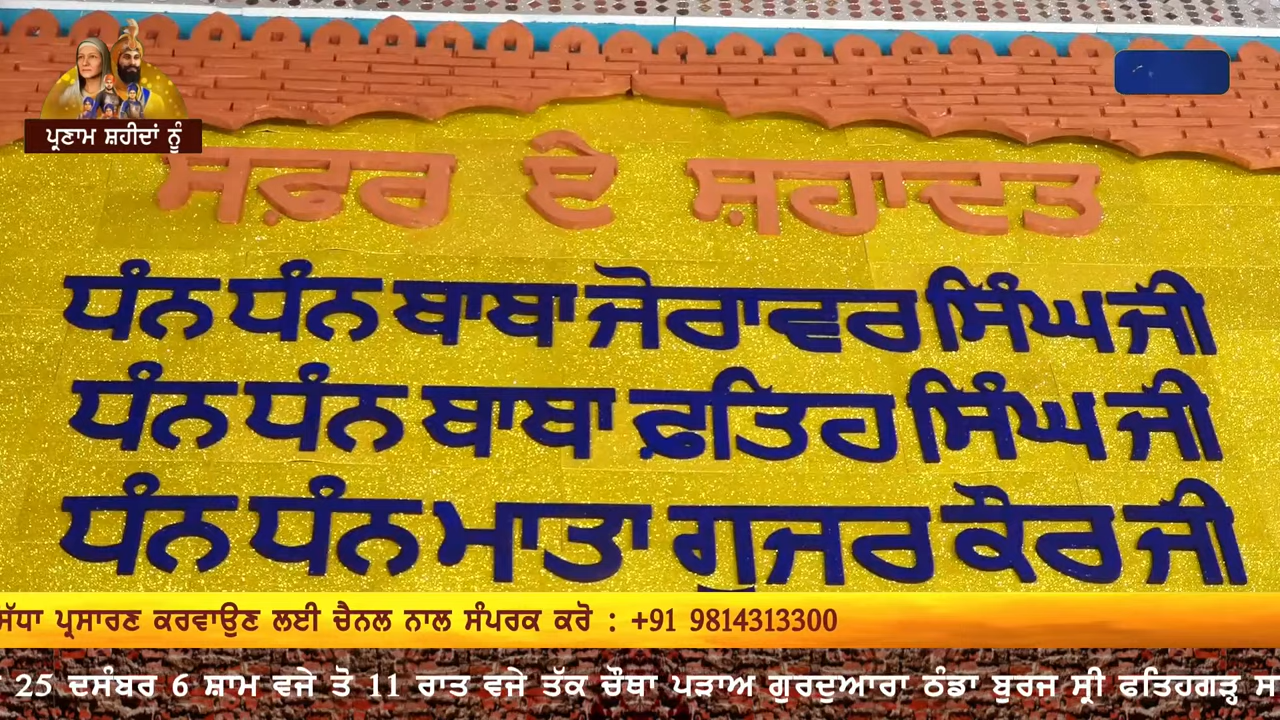 ਪ੍ਰਣਾਮ ਸ਼ਹੀਦਾਂ ਨੂੰ
ਸਫ਼ਰ ਏ ਸ਼ਹਾਦਤ
ਧੰਨ ਧੰਨ ਬਾਬਾ ਜੋਰਾਵਰ ਸਿੰਘ ਜੀ
ਧੰਨ ਧੰਨ ਬਾਬਾ ਫ਼ਤਿਹ ਸਿੰਘ ਜੀ
ਧੰਨ ਧੰਨ ਮਾਤਾ ਗੁਜਰ ਕੌਰ ਜੀ
ਸਿੱਧਾ ਪ੍ਰਸਾਰਣ ਕਰਵਾਉਣ ਲਈ ਚੈਨਲ ਨਾਲ ਸੰਪਰਕ ਕਰੋ : +91 9814313300
25 ਦਸੰਬਰ 6 ਸ਼ਾਮ ਵਜੇ ਤੋ 11 ਰਾਤ ਵਜੇ ਤੱਕ ਚੌਥਾ ਪੜਾਅ ਗੁਰਦੁਆਰਾ ਠੰਡਾ ਬੁਰਜ ਸ੍ਰੀ ਫਤਿਹਗੜ੍ਹ